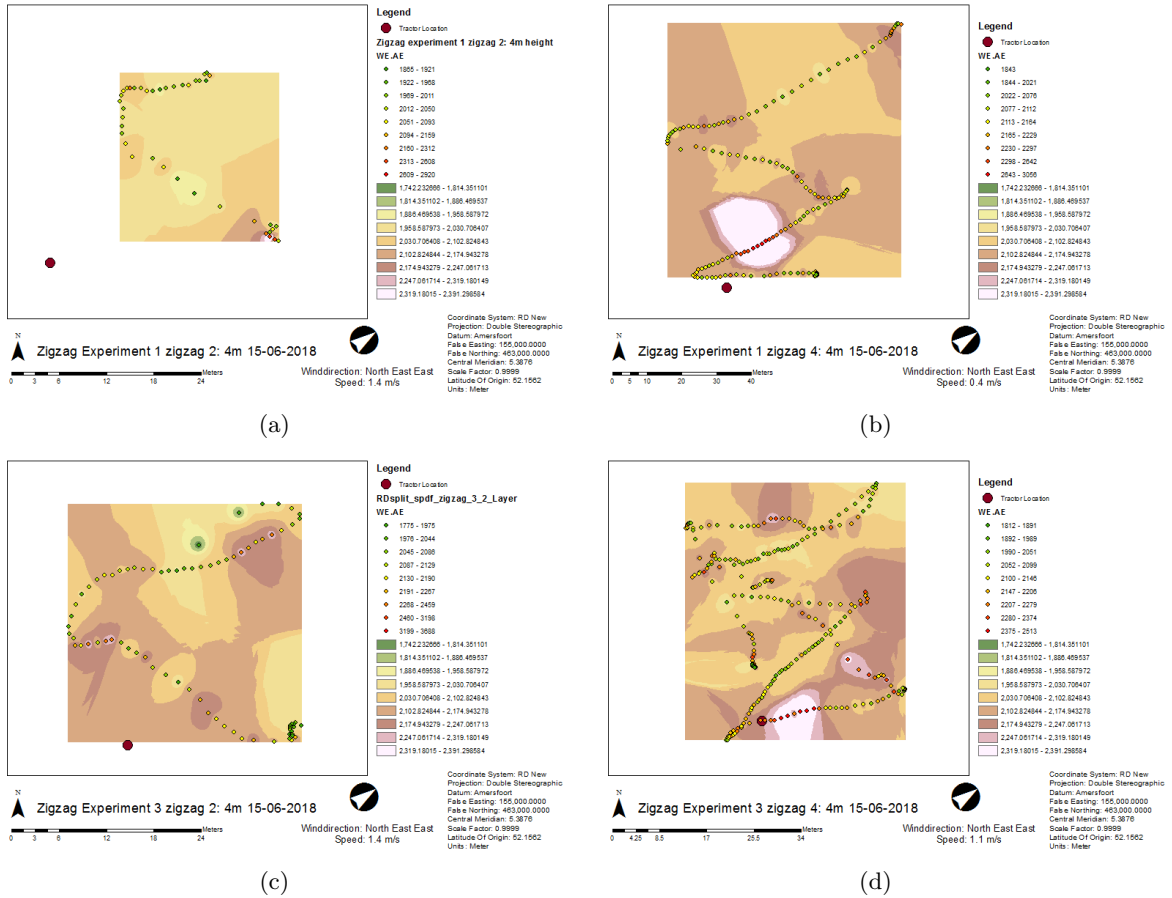 Legend
Tractor Location
Zigzag experiment 1 zigzag 2: 4m height
WE.AE
1865 - 1921
1922 - 1968
1969 - 2011
2012 - 2050
2051 - 2093
2094 - 2159
2160 - 2312
2313 - 2608
2609 - 2920
1,742.232666 - 1,814.351101
1,814.351102 - 1,886.469537
1,886.469538 - 1,958.587972
1,958.587973 - 2,030.706407
2,030.706408 - 2,102.824843
2,102.824844 - 2,174.943278
2,174.943279 - 2,247.061713
2,247.061714 - 2,319.180149
2,319.18015 - 2,391.298584
N
Zigzag Experiment 1 zigzag 2: 4m 15-06-2018
Meters
0 3 6 12 18 24
Winddirection: North East East
Speed: 1.4 m/s
Coordinate System: RD New
Projection: Double Stereographic
Datum: Amersfoort
False Easting: 155,000.0000
False Northing: 463,000.0000
Central Meridian: 5.3876
Scale Factor: 0.9999
Latitude Of Origin: 52.1562
Units: Meter
(a)
Legend
Tractor Location
WE.AE
1843
1844 - 2021
2022 - 2076
2077 - 2112
2113 - 2164
2165 - 2229
2230 - 2297
2298 - 2642
2643 - 3056
1,742.232666 - 1,814.351101
1,814.351102 - 1,886.469537
1,886.469538 - 1,958.587972
1,958.587973 - 2,030.706407
2,030.706408 - 2,102.824843
2,102.824844 - 2,174.943278
2,174.943279 - 2,247.061713
2,247.061714 - 2,319.180149
2,319.18015 - 2,391.298584
N
Zigzag Experiment 1 zigzag 4: 4m 15-06-2018
Meters
0 5 10 20 30 40
Winddirection: North East East
Speed: 0.4 m/s
Coordinate System: RD New
Projection: Double Stereographic
Datum: Amersfoort
False Easting: 155,000.0000
False Northing: 463,000.0000
Central Meridian: 5.3876
Scale Factor: 0.9999
Latitude Of Origin: 52.1562
Units: Meter
(b)
Legend
Tractor Location
RDsplit_spdf_zigzag_3_2_Layer
WE.AE
1775 - 1975
1976 - 2044
2045 - 2086
2087 - 2129
2130 - 2190
2191 - 2267
2268 - 2459
2460 - 3198
3199 - 3688
1,742.232666 - 1,814.351101
1,814.351102 - 1,886.469537
1,886.469538 - 1,958.587972
1,958.587973 - 2,030.706407
2,030.706408 - 2,102.824843
2,102.824844 - 2,174.943278
2,174.943279 - 2,247.061713
2,247.061714 - 2,319.180149
2,319.18015 - 2,391.298584
N
Zigzag Experiment 3 zigzag 2: 4m 15-06-2018
Meters
0 3 6 12 18 24
Winddirection: North East East
Speed: 1.4 m/s
Coordinate System: RD New
Projection: Double Stereographic
Datum: Amersfoort
False Easting: 155,000.0000
False Northing: 463,000.0000
Central Meridian: 5.3876
Scale Factor: 0.9999
Latitude Of Origin: 52.1562
Units: Meter
(c)
Legend
Tractor Location
WE.AE
1812 - 1891
1892 - 1989
1990 - 2051
2052 - 2099
2100 - 2146
2147 - 2206
2207 - 2279
2280 - 2374
2375 - 2513
1,742.232666 - 1,814.351101
1,814.351102 - 1,886.469537
1,886.469538 - 1,958.587972
1,958.587973 - 2,030.706407
2,030.706408 - 2,102.824843
2,102.824844 - 2,174.943278
2,174.943279 - 2,247.061713
2,247.061714 - 2,319.180149
2,319.18015 - 2,391.298584
N
Zigzag Experiment 3 zigzag 4: 4m 15-06-2018
Meters
0 4.25 8.5 17 25.5 34
Winddirection: North East East
Speed: 1.1 m/s
Coordinate System: RD New
Projection: Double Stereographic
Datum: Amersfoort
False Easting: 155,000.0000
False Northing: 463,000.0000
Central Meridian: 5.3876
Scale Factor: 0.9999
Latitude Of Origin: 52.1562
Units: Meter
(d)